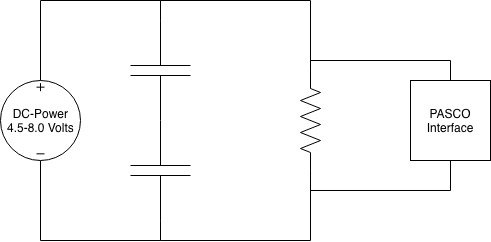 +
DC-Power
4.5-8.0 Volts
−
PASCO
Interface